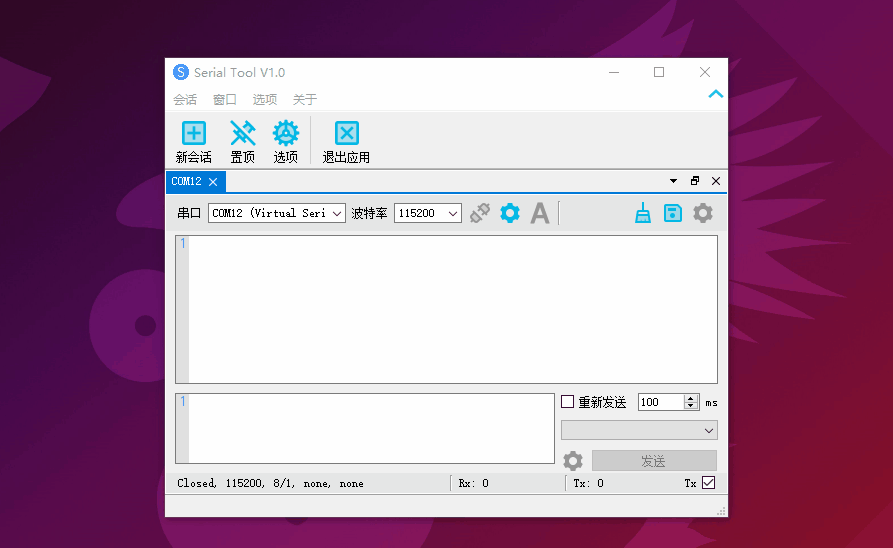 S Serial Tool V1.0
会话 窗口 选项 关于
新会话 置顶 选项 退出应用
COM12
串口 COM12 (Virtual Seri 波特率 115200 A
1
1
重新发送 100 ms
发送
Closed, 115200, 8/1, none, none Rx: 0 Tx: 0 Tx